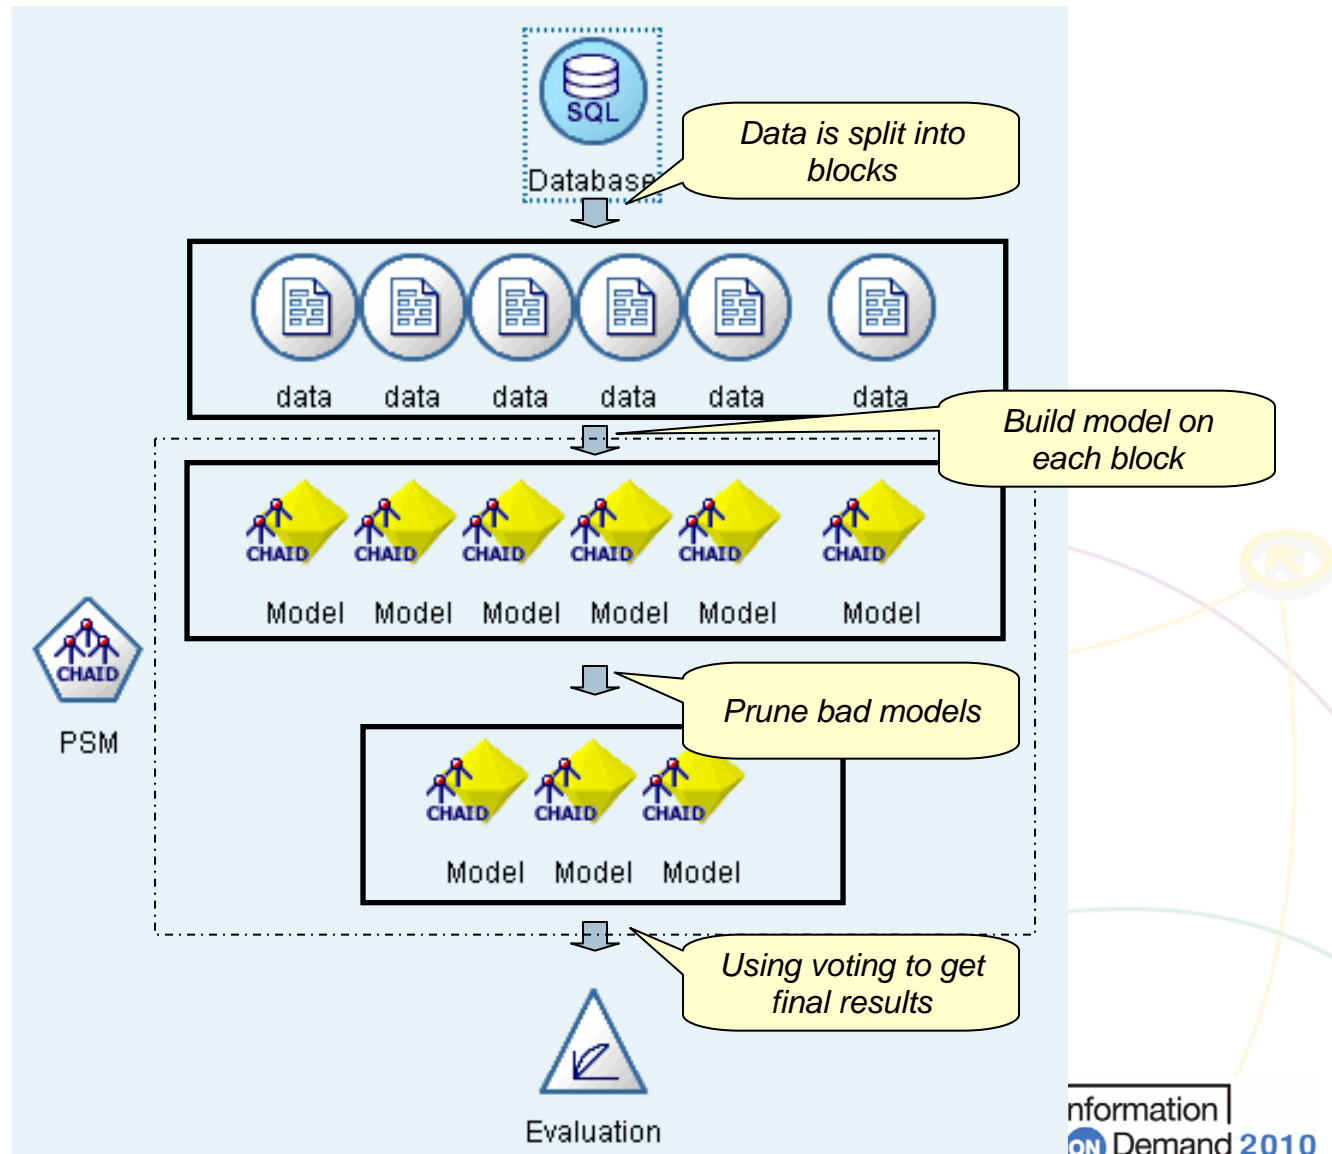 SQL
Database
Data is split into
blocks
data data data data data data
Build model on
each block
CHAID CHAID CHAID CHAID CHAID CHAID
Model Model Model Model Model Model
CHAID
PSM
Prune bad models
CHAID CHAID CHAID
Model Model Model
Using voting to get
final results
Evaluation
nformation
ON Demand 2010